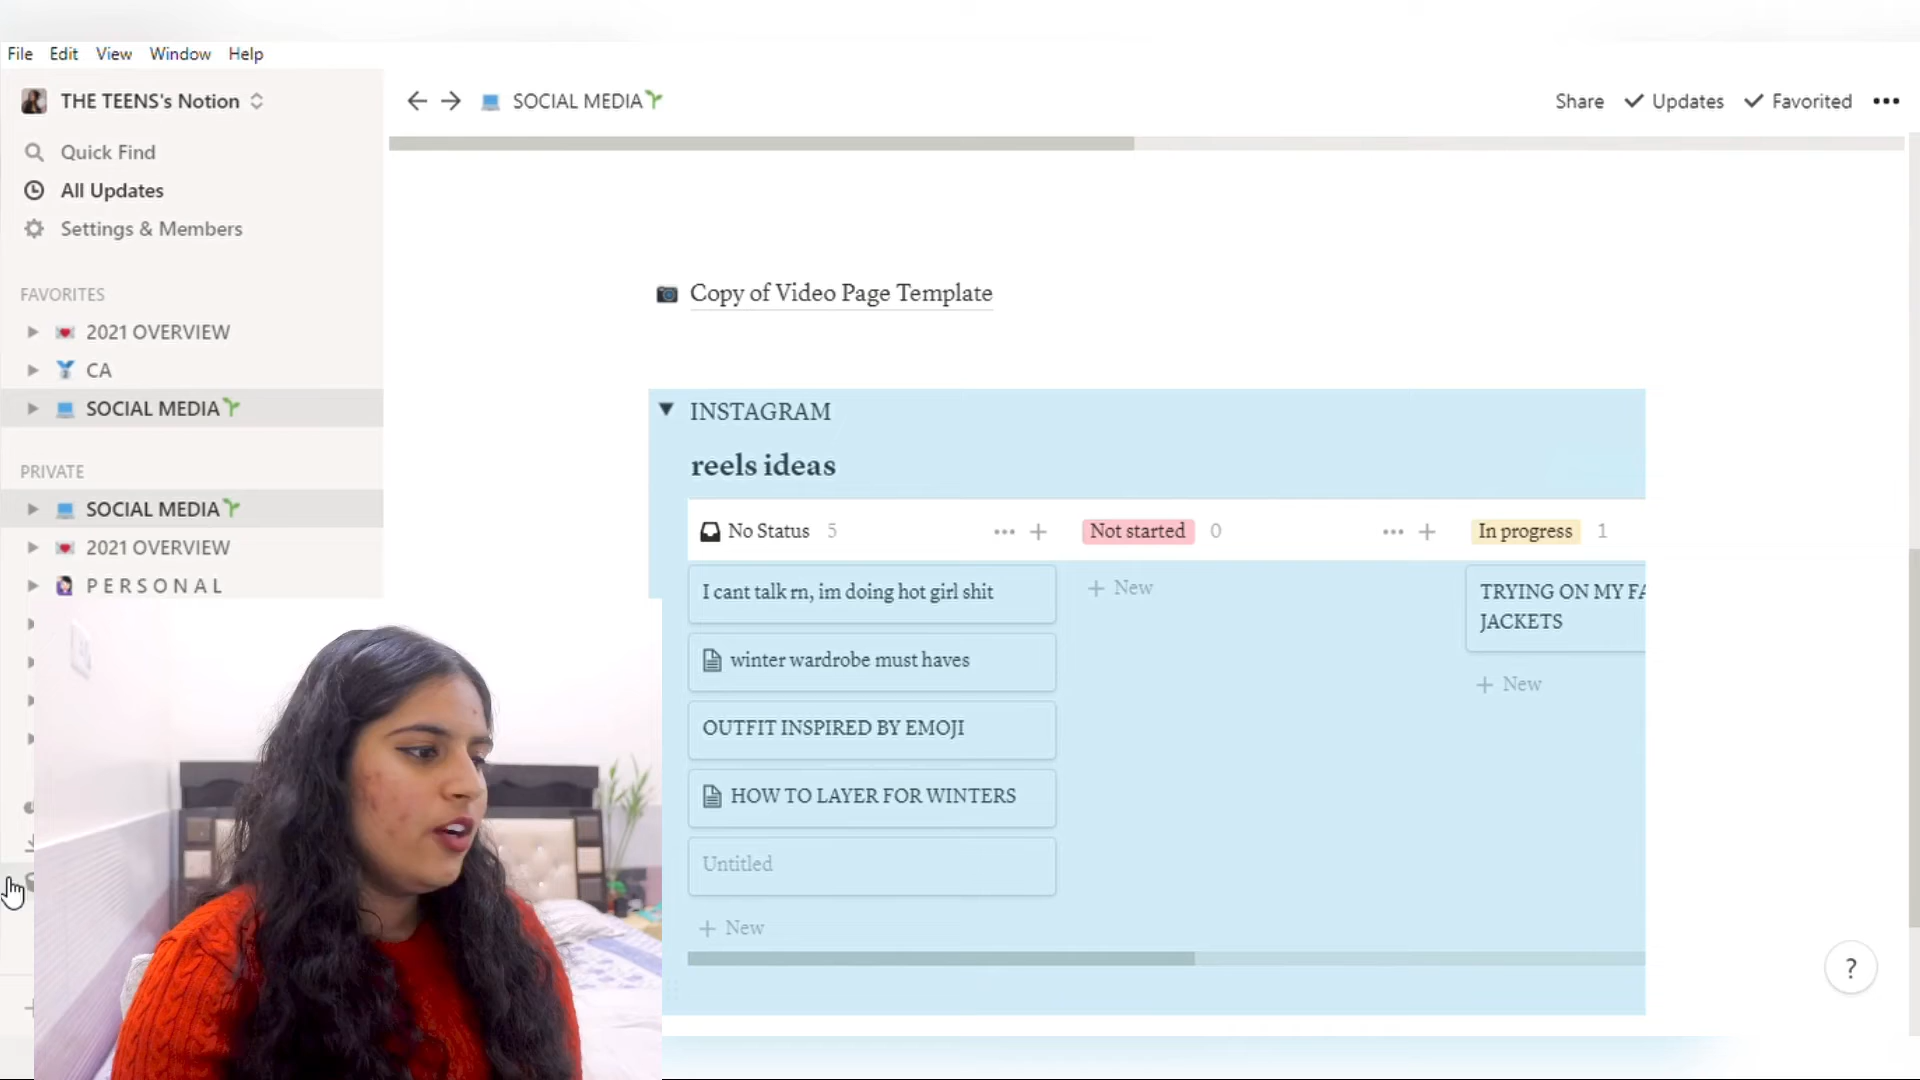 File Edit View Window Help
THE TEENS's Notion
SOCIAL MEDIA
Share Updates Favorited
Quick Find
All Updates
Settings & Members
FAVORITES
2021 OVERVIEW
CA
SOCIAL MEDIA
PRIVATE
SOCIAL MEDIA
2021 OVERVIEW
P E R S O N A L
Copy of Video Page Template
INSTAGRAM
reels ideas
No Status 5
Not started 0
In progress 1
I cant talk rn, im doing hot girl shit
winter wardrobe must haves
OUTFIT INSPIRED BY EMOJI
HOW TO LAYER FOR WINTERS
Untitled
+ New
+ New
TRYING ON MY FA
JACKETS
+ New
?